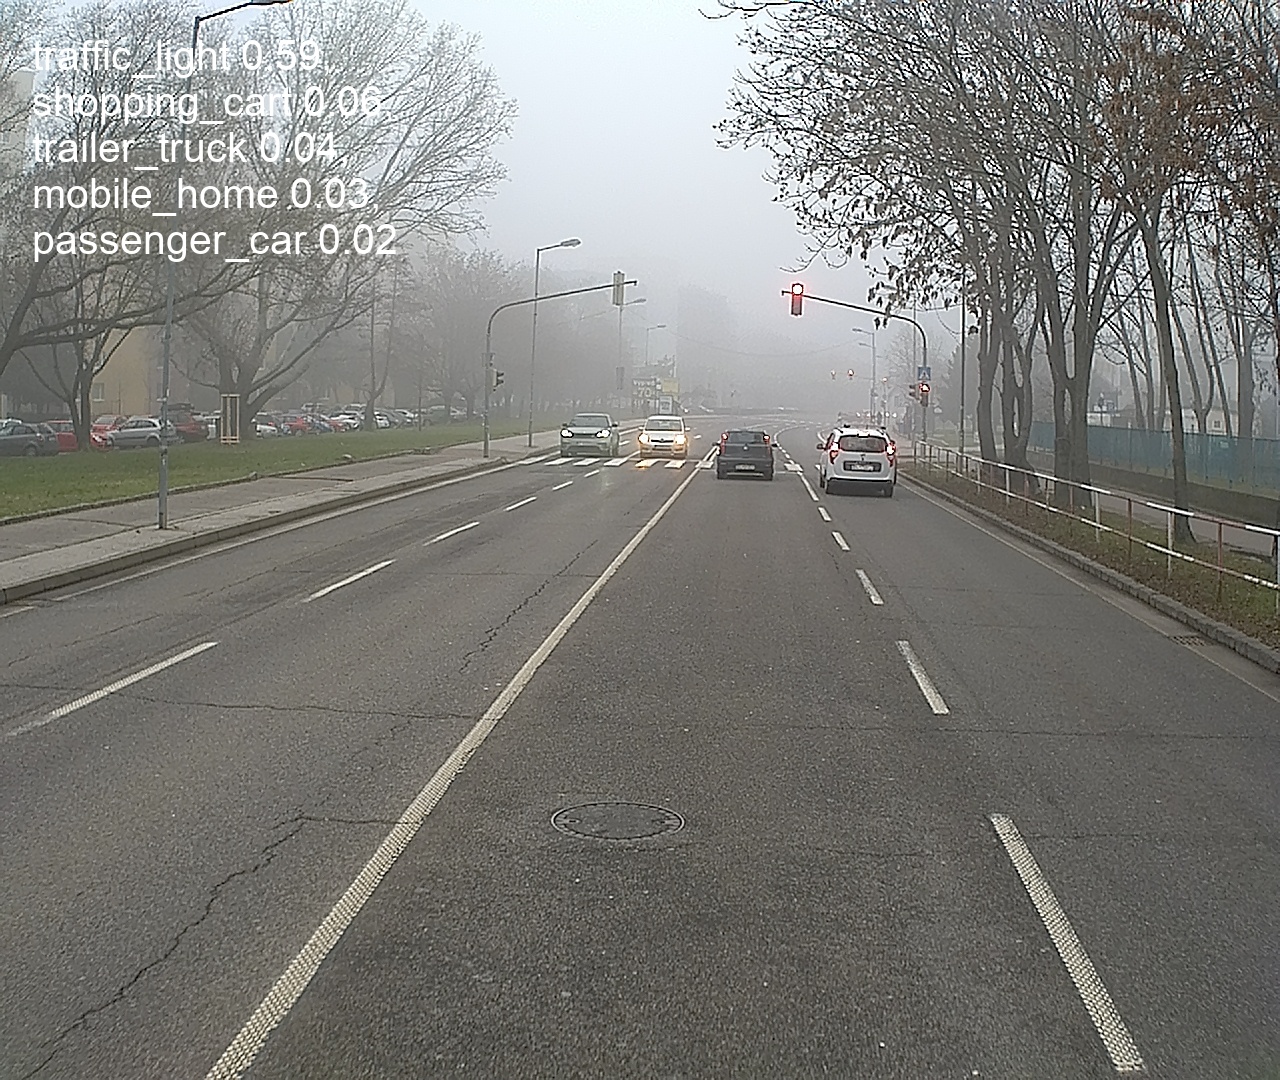 traffic_light 0.59
shopping_cart 0.06
trailer_truck 0.04
mobile_home 0.03
passenger_car 0.02